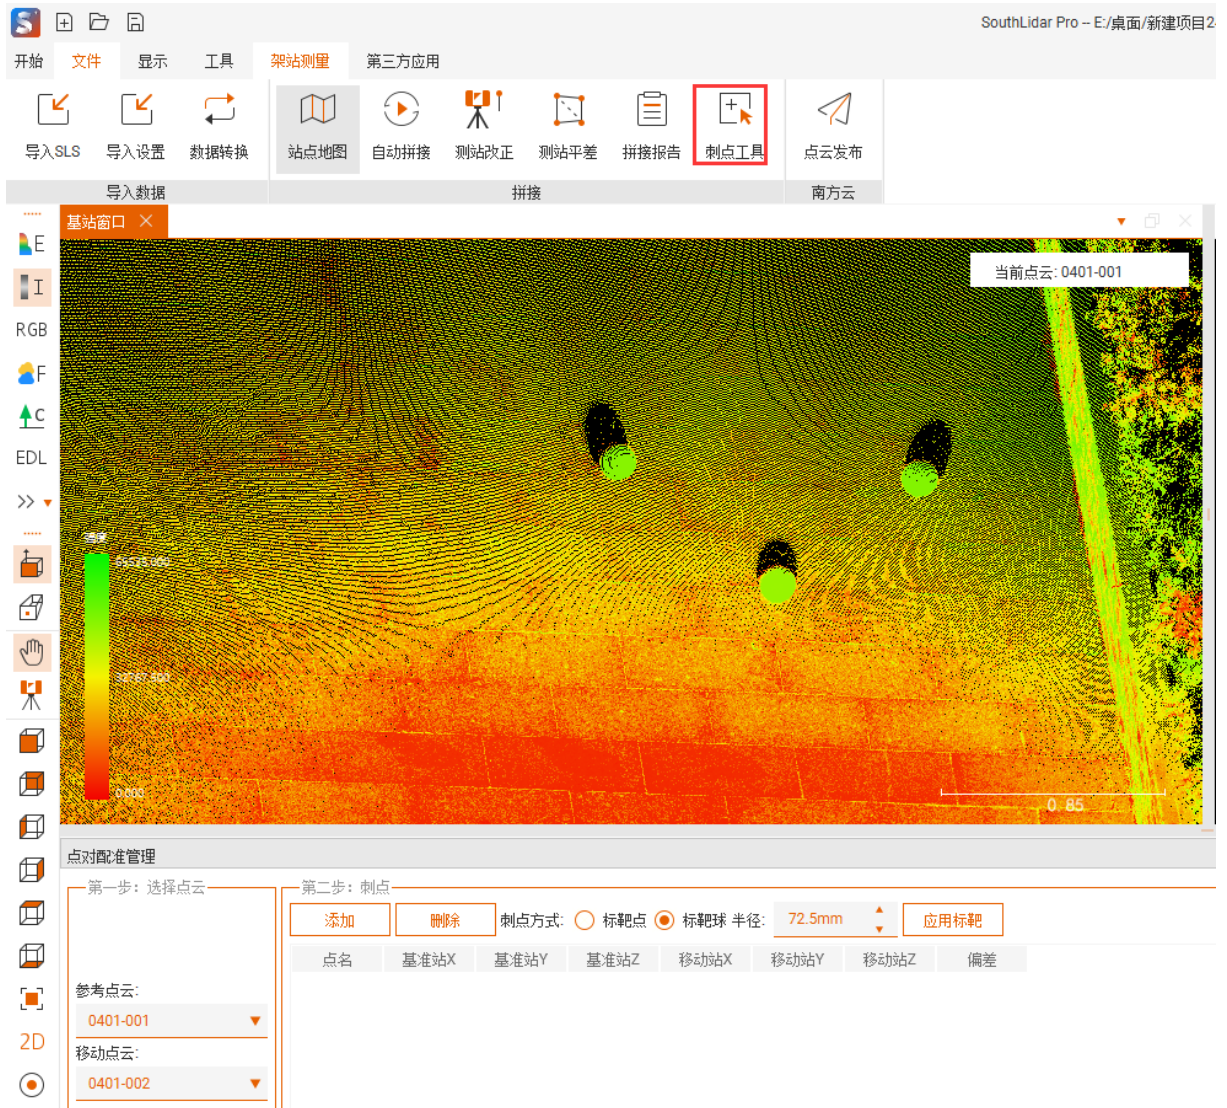 SouthLidar Pro -- E:/桌面/新建项目2
开始 文件 显示 工具 架站测量 第三方应用
导入SLS 导入设置 数据转换 站点地图 自动拼接 测站改正 测站平差 拼接报告 刺点工具 点云发布
导入数据 拼接 南方云
基站窗口
E
当前点云: 0401-001
I
RGB
F
C
EDL
强度
65535.000
32767.500
0.000
0.85
点对配准管理
第一步: 选择点云 第二步: 刺点
添加 删除 刺点方式: 标靶点 标靶球 半径: 72.5mm 应用标靶
点名 基准站X 基准站Y 基准站Z 移动站X 移动站Y 移动站Z 偏差
参考点云:
0401-001
2D
移动点云:
0401-002